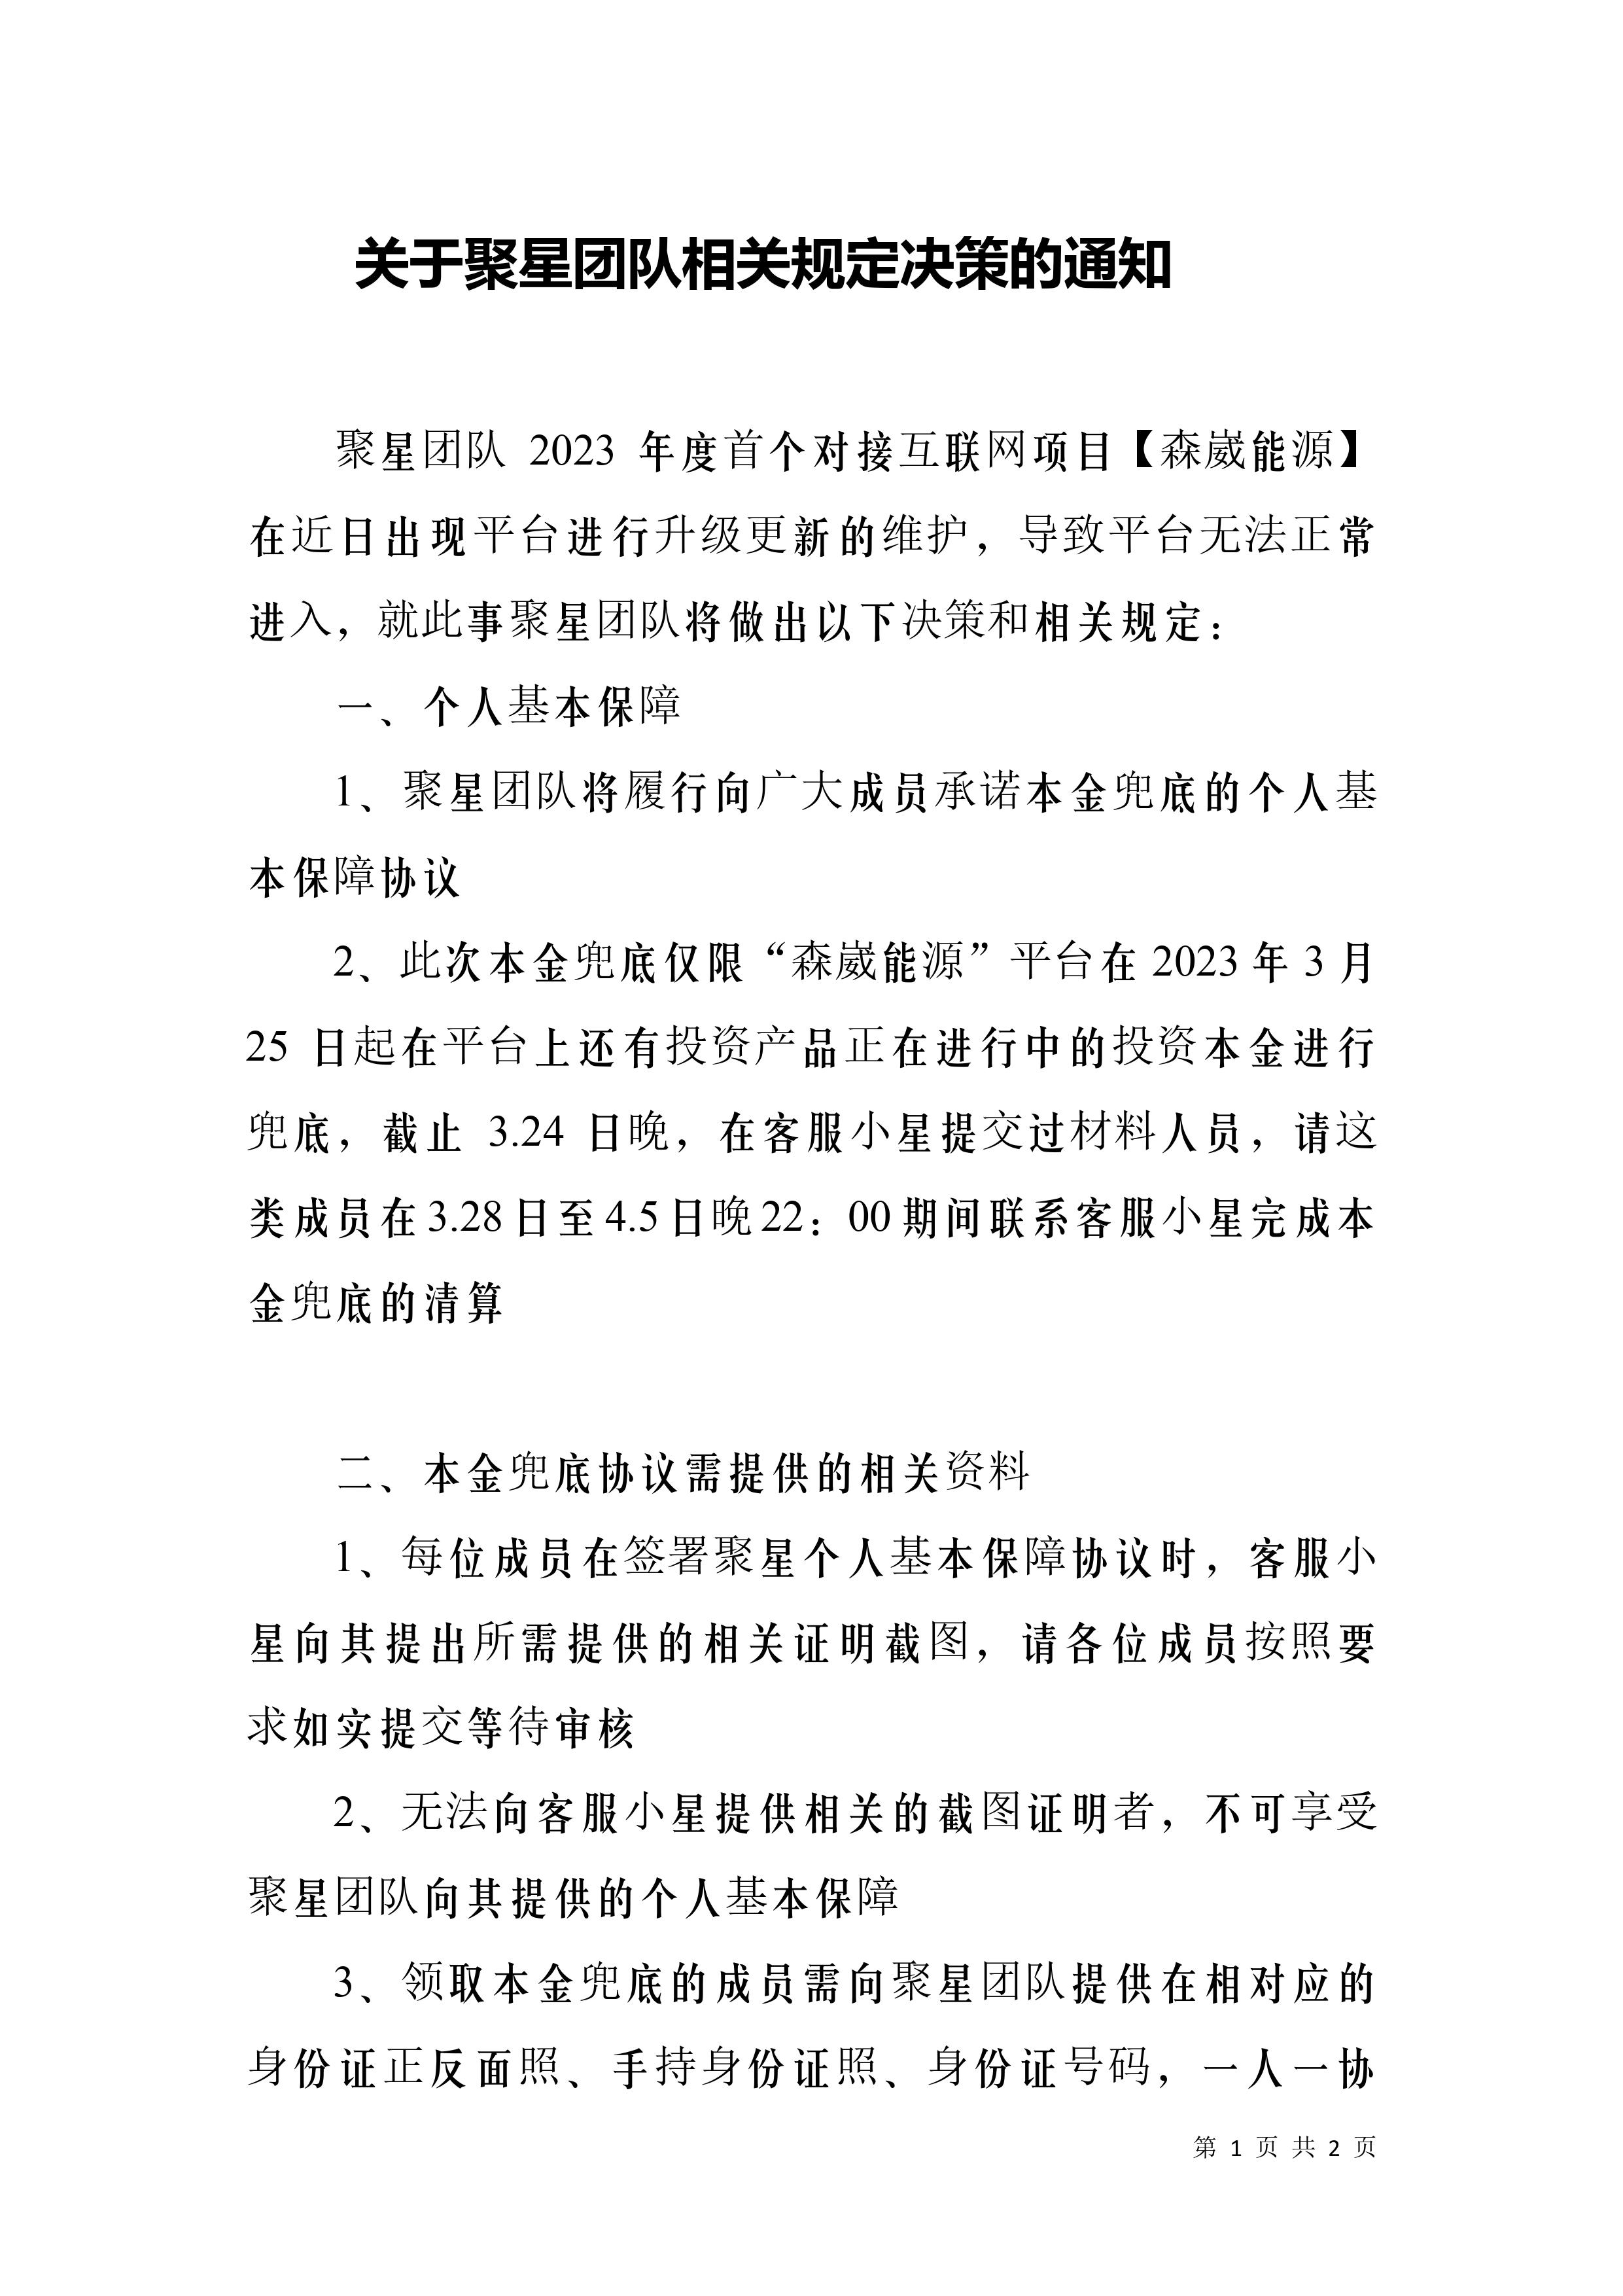 关于聚星团队相关规定决策的通知
聚星团队 2023 年度首个对接互联网项目【森崴能源】
在近日出现平台进行升级更新的维护，导致平台无法正常
进入，就此事聚星团队将做出以下决策和相关规定：
一、个人基本保障
1、聚星团队将履行向广大成员承诺本金兜底的个人基
本保障协议
2、此次本金兜底仅限“森崴能源”平台在 2023 年 3 月
25 日起在平台上还有投资产品正在进行中的投资本金进行
兜底，截止 3.24 日晚，在客服小星提交过材料人员，请这
类成员在 3.28 日至 4.5 日晚 22：00 期间联系客服小星完成本
金兜底的清算
二、本金兜底协议需提供的相关资料
1、每位成员在签署聚星个人基本保障协议时，客服小
星向其提出所需提供的相关证明截图，请各位成员按照要
求如实提交等待审核
2、无法向客服小星提供相关的截图证明者，不可享受
聚星团队向其提供的个人基本保障
3、领取本金兜底的成员需向聚星团队提供在相对应的
身份证正反面照、手持身份证照、身份证号码，一人一协
第 1 页 共 2 页